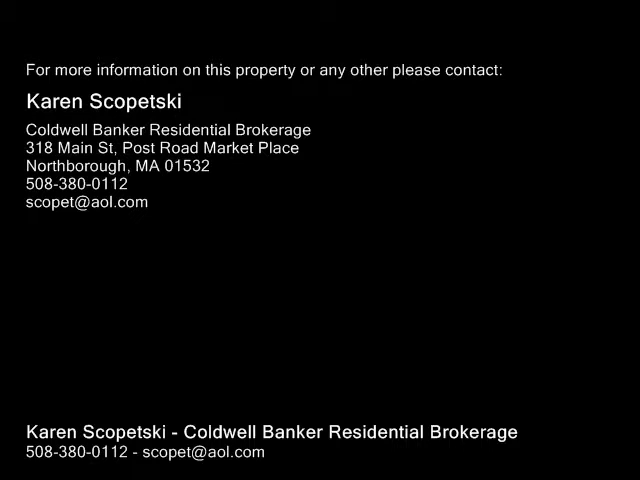 For more information on this property or any other please contact:
Karen Scopetski
Coldwell Banker Residential Brokerage
318 Main St, Post Road Market Place
Northborough, MA 01532
508-380-0112
scopet@aol.com
Karen Scopetski - Coldwell Banker Residential Brokerage
508-380-0112 - scopet@aol.com